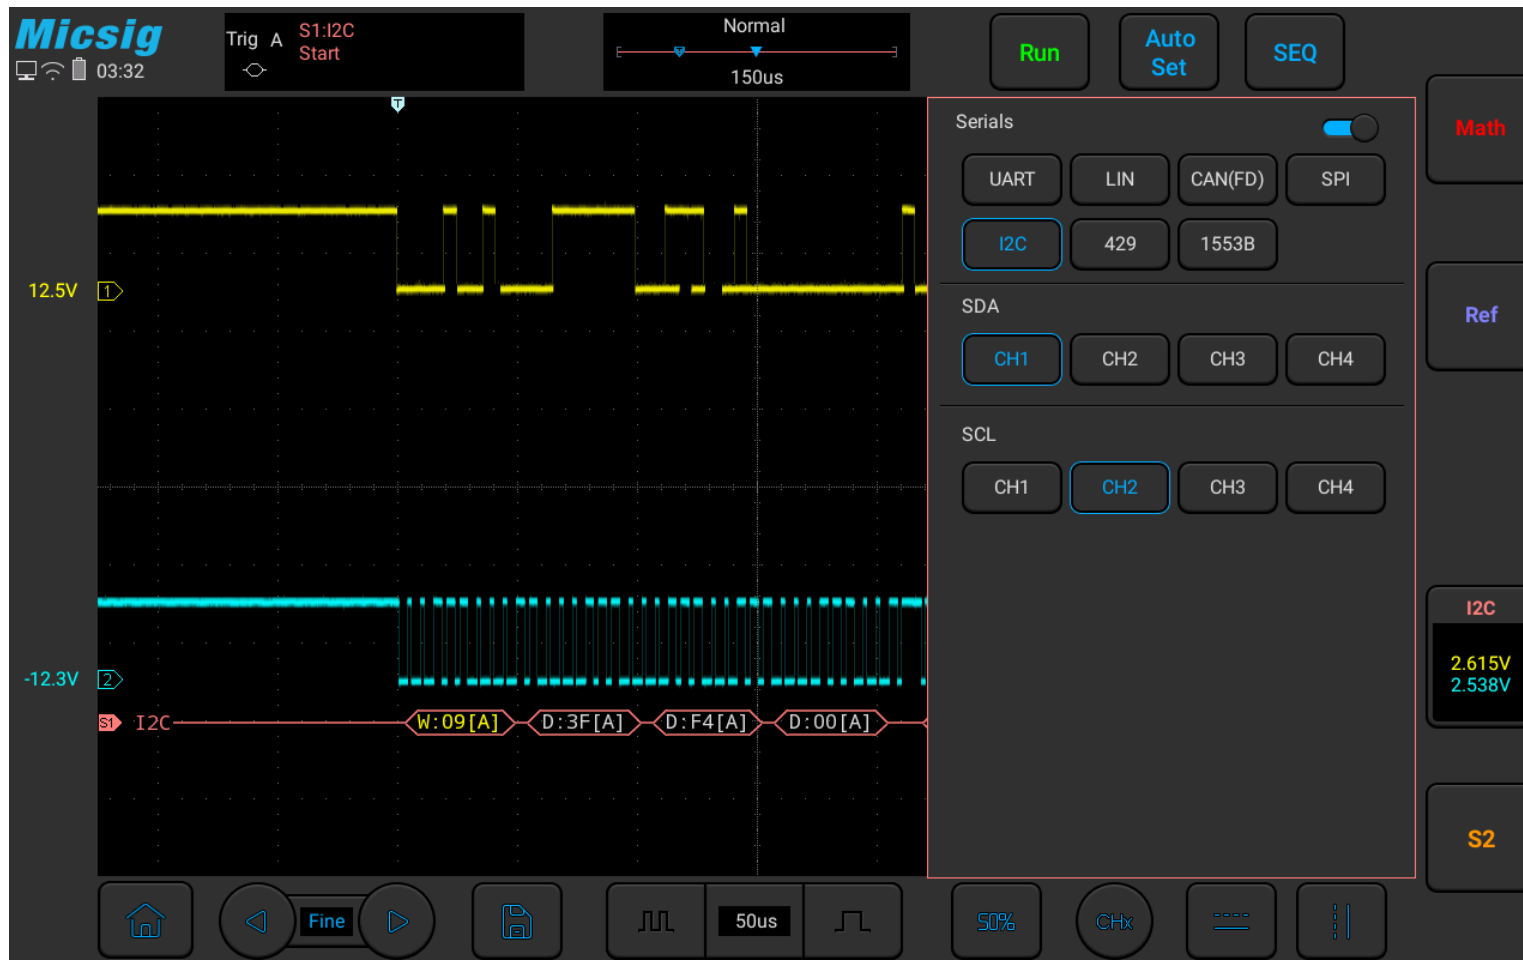 Micsig
03:32
Trig A
S1:I2C
Start
Normal
150us
Run
Auto
Set
SEQ
T
12.5V
1
-12.3V
2
S1 I2C
W:09[A] D:3F[A] D:F4[A] D:00[A]
Serials
UART LIN CAN(FD) SPI
I2C 429 1553B
SDA
CH1 CH2 CH3 CH4
SCL
CH1 CH2 CH3 CH4
Math
Ref
I2C
2.615V
2.538V
S2
Fine
50us
50%
CHx